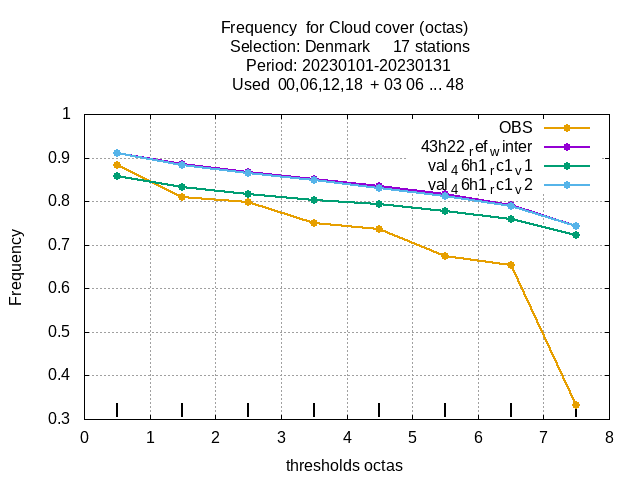 Frequency  for Cloud cover (octas)
Selection: Denmark     17 stations
Period: 20230101-20230131
Used  00,06,12,18  + 03 06 ... 48
1
0.9
0.8
0.7
0.6
0.5
0.4
0.3
Frequency
OBS
43h22_ref_winter
val_46h1_rc1_v1
val_46h1_rc1_v2
0 1 2 3 4 5 6 7 8
thresholds octas